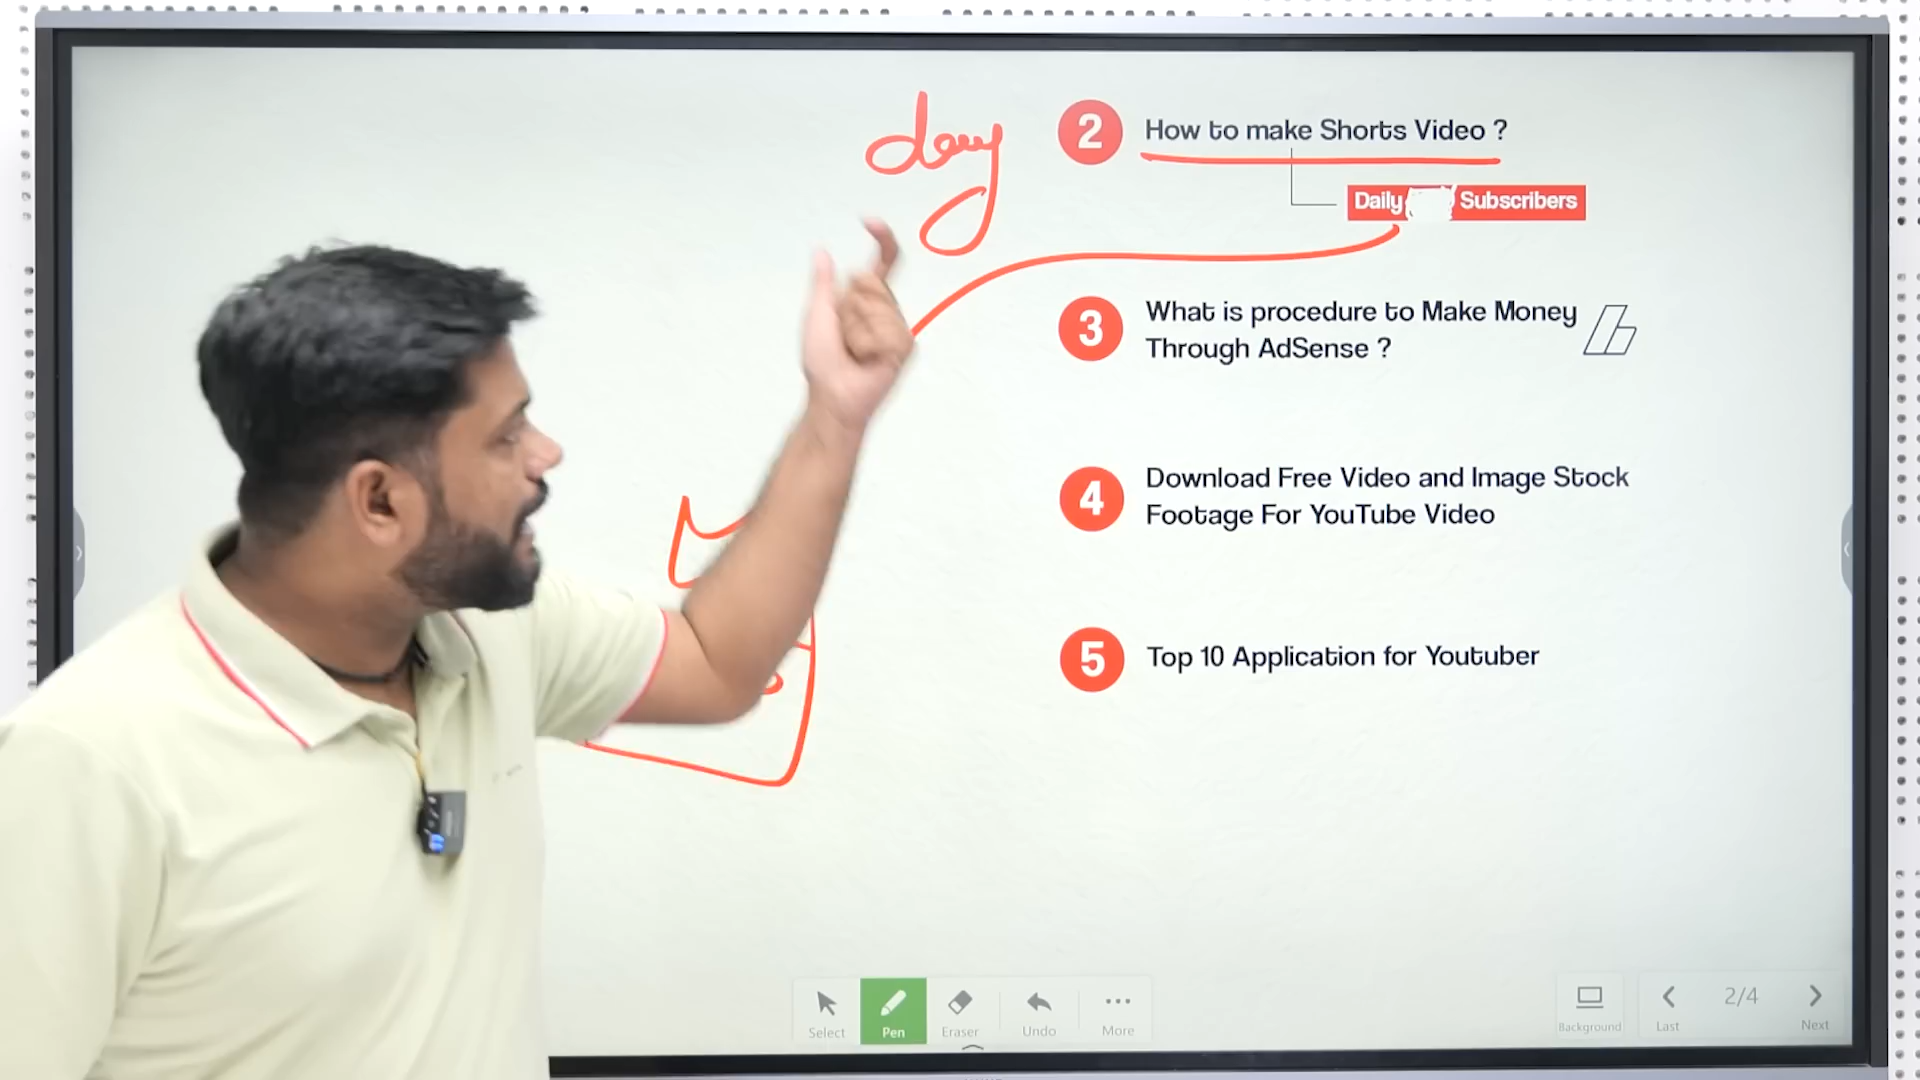 day
2 How to make Shorts Video ?
Daily Subscribers
3 What is procedure to Make Money
Through AdSense ?
4 Download Free Video and Image Stock
Footage For YouTube Video
5 Top 10 Application for Youtuber
Select Pen Eraser Undo More
Background
Last 2/4 Next